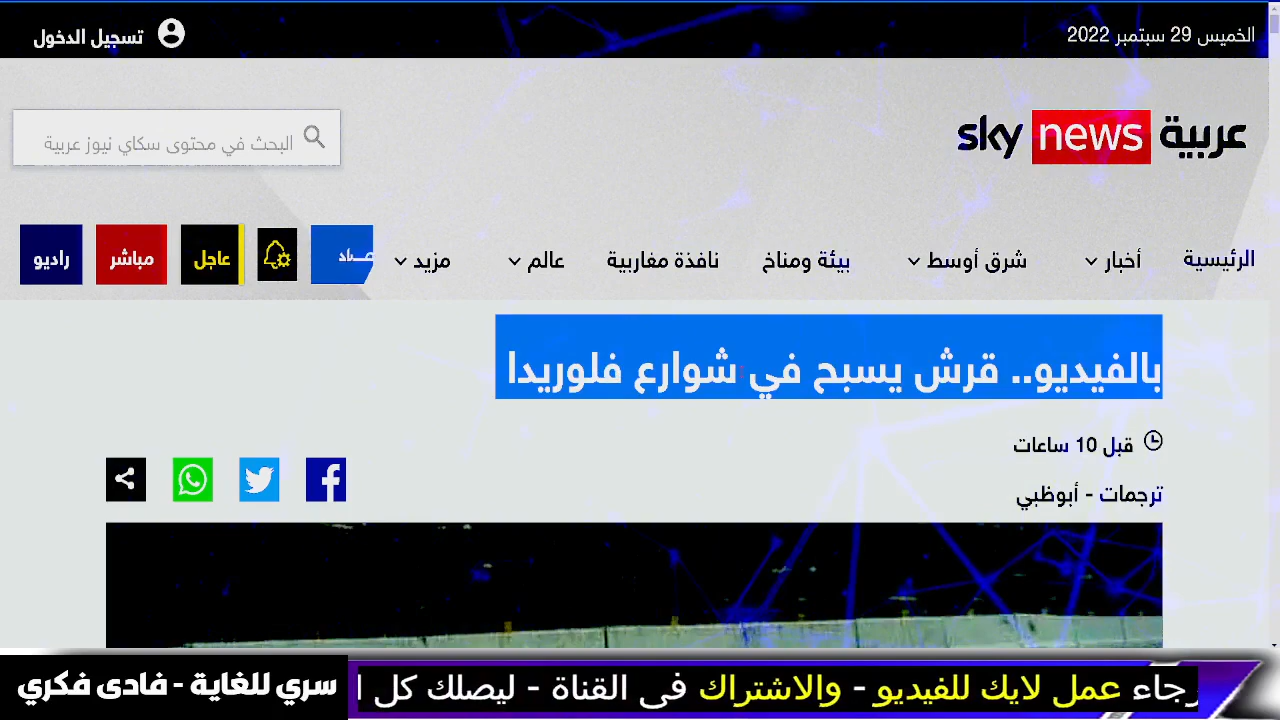 الخميس 29 سبتمبر 2022
تسجيل الدخول
sky news عربية
البحث في محتوى سكاي نيوز عربية
الرئيسية أخبار شرق أوسط بيئة ومناخ نافذة مغاربية عالم مزيد
عاجل مباشر راديو
بالفيديو.. قرش يسبح في شوارع فلوريدا
قبل 10 ساعات
ترجمات - أبوظبي
رجاء عمل لايك للفيديو - والاشتراك فى القناة - ليصلك كل ا
سري للغاية - فادى فكري